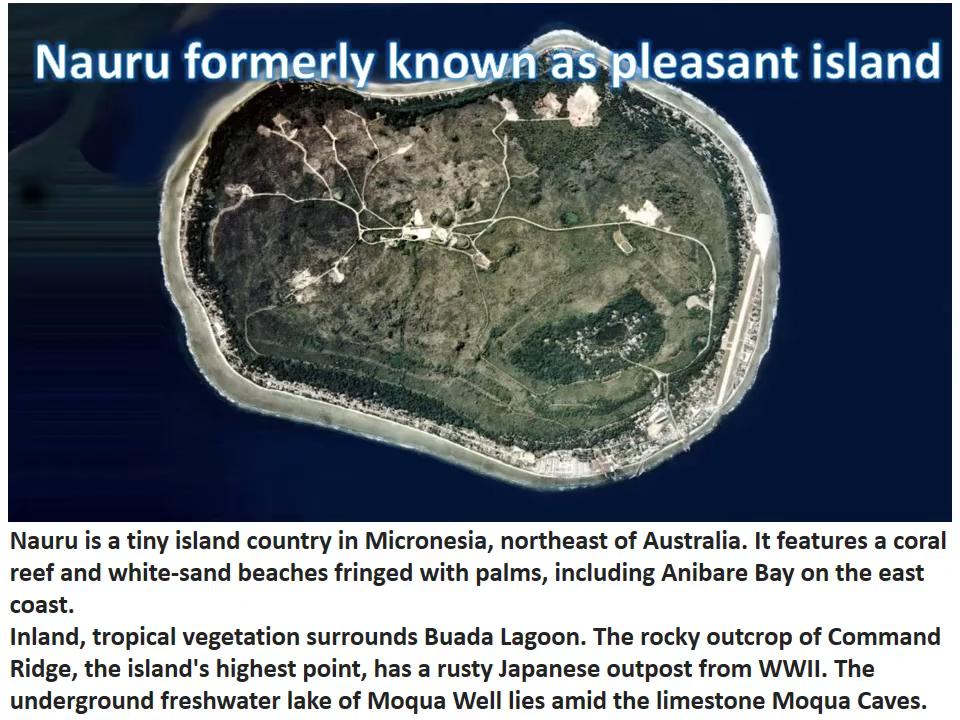 Nauru formerly known as pleasant island
Nauru is a tiny island country in Micronesia, northeast of Australia. It features a coral
reef and white-sand beaches fringed with palms, including Anibare Bay on the east
coast.
Inland, tropical vegetation surrounds Buada Lagoon. The rocky outcrop of Command
Ridge, the island's highest point, has a rusty Japanese outpost from WWII. The
underground freshwater lake of Moqua Well lies amid the limestone Moqua Caves.